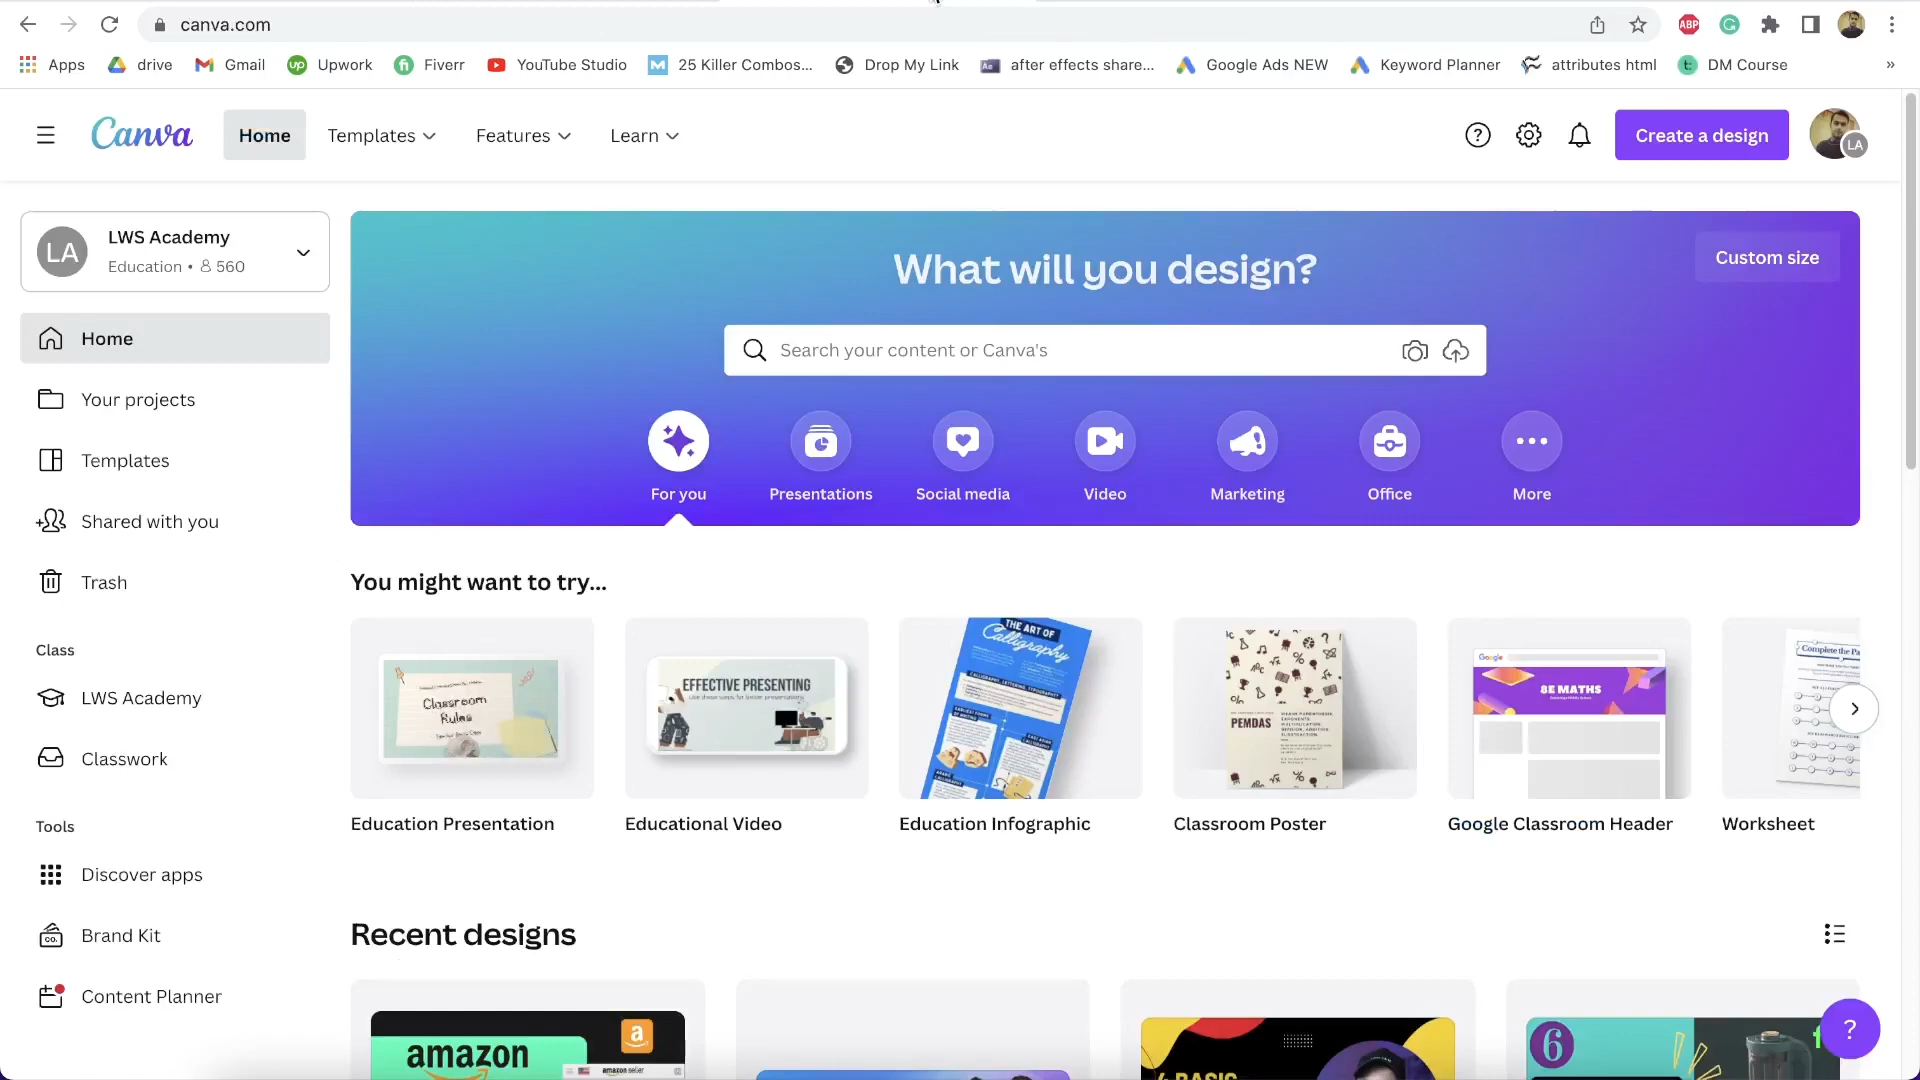 canva.com
Apps drive Gmail Upwork Fiverr YouTube Studio 25 Killer Combos... Drop My Link after effects share... Google Ads NEW Keyword Planner attributes html DM Course »
Canva Home Templates Features Learn Create a design LA
LA LWS Academy
Education • 560
Home
Your projects
Templates
Shared with you
Trash
Class
LWS Academy
Classwork
Tools
Discover apps
Brand Kit
Content Planner
What will you design?
Custom size
Search your content or Canva's
For you Presentations Social media Video Marketing Office More
You might want to try...
Classroom
Rules
EFFECTIVE PRESENTING
THE ART OF
Calligraphy
PEMDAS
Google
8E MATHS
Complete the Pa
Education Presentation Educational Video Education Infographic Classroom Poster Google Classroom Header Worksheet
Recent designs
amazon
a
amazon seller
4 BASIC
6
?